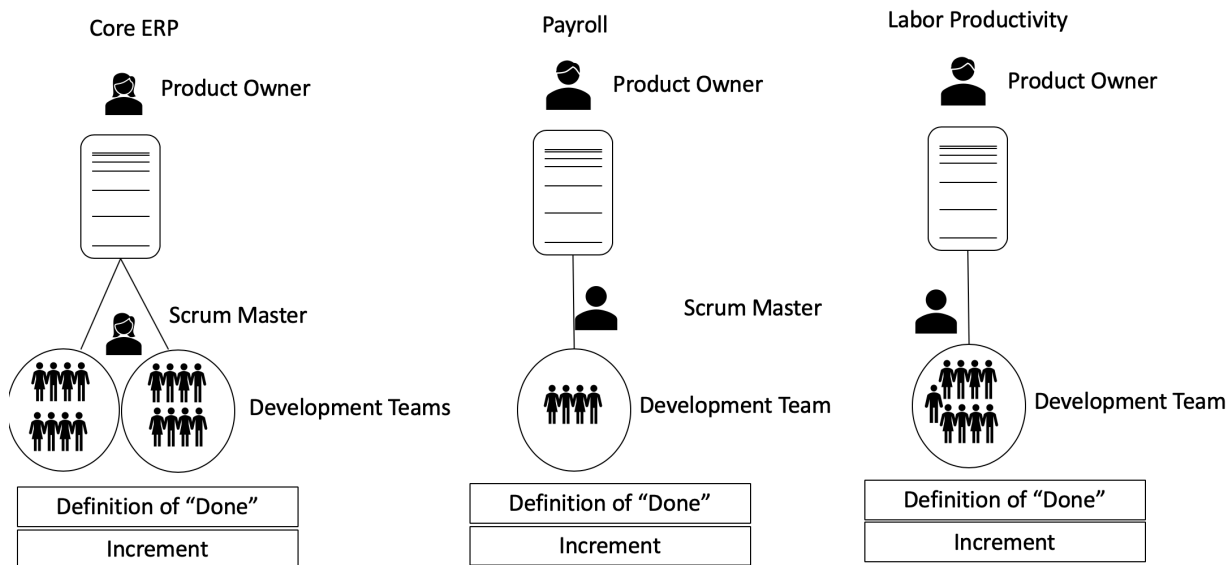 Core ERP
Product Owner
Scrum Master
Development Teams
Definition of “Done”
Increment
Payroll
Product Owner
Scrum Master
Development Team
Definition of “Done”
Increment
Labor Productivity
Product Owner
Development Team
Definition of “Done”
Increment